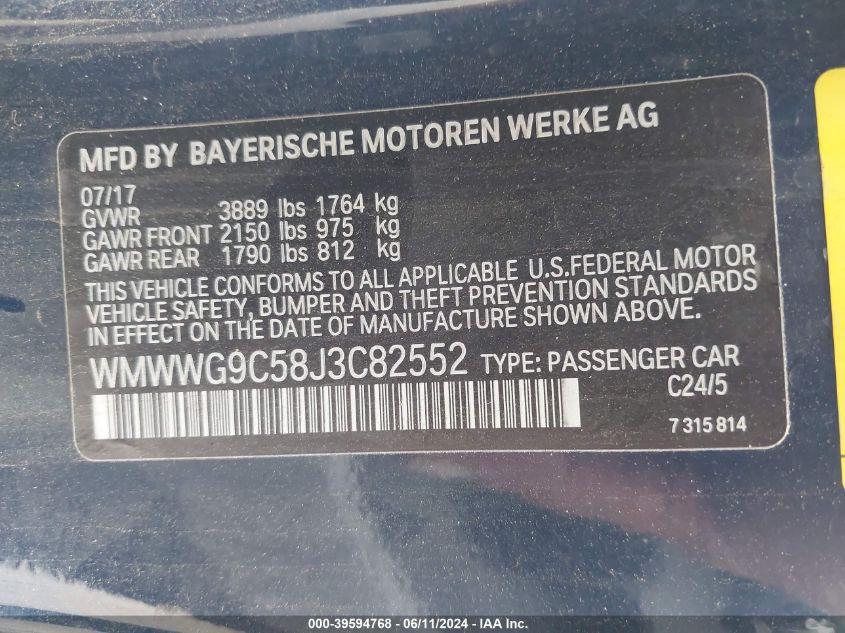 MFD BY BAYERISCHE MOTOREN WERKE AG
07/17
GVWR 3889 lbs 1764 kg
GAWR FRONT 2150 lbs 975 kg
GAWR REAR 1790 lbs 812 kg
THIS VEHICLE CONFORMS TO ALL APPLICABLE U.S.FEDERAL MOTOR
VEHICLE SAFETY, BUMPER AND THEFT PREVENTION STANDARDS
IN EFFECT ON THE DATE OF MANUFACTURE SHOWN ABOVE.
WMWWG9C58J3C82552 TYPE: PASSENGER CAR
C24/5
7 315 814
000-39594768 - 06/11/2024 - IAA Inc.